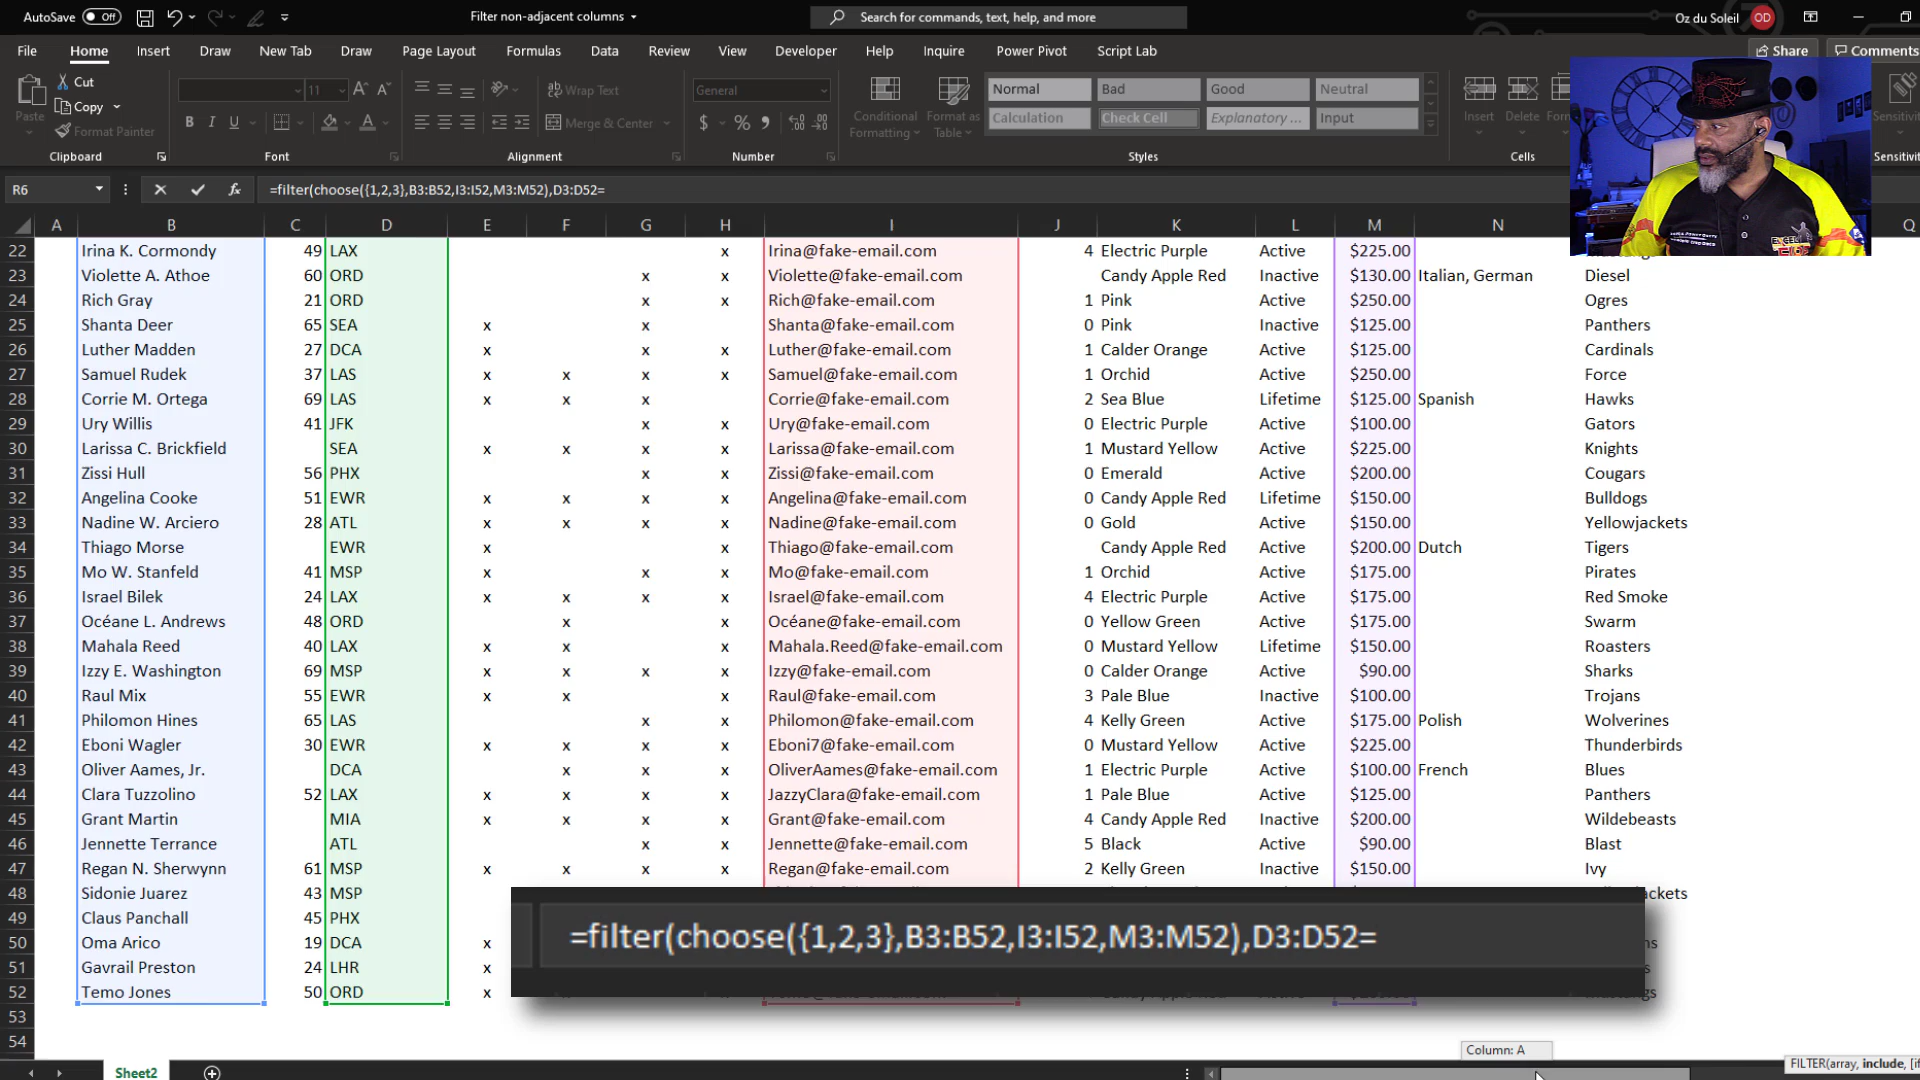 AutoSave Off Filter non-adjacent columns Search for commands, text, help, and more Oz du Soleil OD
File Home Insert Draw New Tab Draw Page Layout Formulas Data Review View Developer Help Inquire Power Pivot Script Lab Share Comments
Paste Cut Copy Format Painter
Clipboard
11 A A B I U A
Font
ab Wrap Text Merge & Center
Alignment
General $ % ,
Number
Conditional Formatting Format as Table
Normal Bad Good Neutral
Calculation Check Cell Explanatory ... Input
Styles
Insert Delete
Cells
Sensitivity
R6 fx =filter(choose({1,2,3},B3:B52,I3:I52,M3:M52),D3:D52=
A B C D E F G H I J K L M N Q
22 Irina K. Cormondy 49 LAX x Irina@fake-email.com 4 Electric Purple Active $225.00
23 Violette A. Athoe 60 ORD x x Violette@fake-email.com Candy Apple Red Inactive $130.00 Italian, German Diesel
24 Rich Gray 21 ORD x x Rich@fake-email.com 1 Pink Active $250.00 Ogres
25 Shanta Deer 65 SEA x x Shanta@fake-email.com 0 Pink Inactive $125.00 Panthers
26 Luther Madden 27 DCA x x x Luther@fake-email.com 1 Calder Orange Active $125.00 Cardinals
27 Samuel Rudek 37 LAS x x x x Samuel@fake-email.com 1 Orchid Active $250.00 Force
28 Corrie M. Ortega 69 LAS x x x Corrie@fake-email.com 2 Sea Blue Lifetime $125.00 Spanish Hawks
29 Ury Willis 41 JFK x x Ury@fake-email.com 0 Electric Purple Active $100.00 Gators
30 Larissa C. Brickfield SEA x x x x Larissa@fake-email.com 1 Mustard Yellow Active $225.00 Knights
31 Zissi Hull 56 PHX x x Zissi@fake-email.com 0 Emerald Active $200.00 Cougars
32 Angelina Cooke 51 EWR x x x x Angelina@fake-email.com 0 Candy Apple Red Lifetime $150.00 Bulldogs
33 Nadine W. Arciero 28 ATL x x x x Nadine@fake-email.com 0 Gold Active $150.00 Yellowjackets
34 Thiago Morse EWR x x Thiago@fake-email.com Candy Apple Red Active $200.00 Dutch Tigers
35 Mo W. Stanfeld 41 MSP x x x Mo@fake-email.com 1 Orchid Active $175.00 Pirates
36 Israel Bilek 24 LAX x x x x Israel@fake-email.com 4 Electric Purple Active $175.00 Red Smoke
37 Océane L. Andrews 48 ORD x x Océane@fake-email.com 0 Yellow Green Active $175.00 Swarm
38 Mahala Reed 40 LAX x x x Mahala.Reed@fake-email.com 0 Mustard Yellow Lifetime $150.00 Roasters
39 Izzy E. Washington 69 MSP x x x x Izzy@fake-email.com 0 Calder Orange Active $90.00 Sharks
40 Raul Mix 55 EWR x x x Raul@fake-email.com 3 Pale Blue Inactive $100.00 Trojans
41 Philomon Hines 65 LAS x x Philomon@fake-email.com 4 Kelly Green Active $175.00 Polish Wolverines
42 Eboni Wagler 30 EWR x x x x Eboni7@fake-email.com 0 Mustard Yellow Active $225.00 Thunderbirds
43 Oliver Aames, Jr. DCA x x x OliverAames@fake-email.com 1 Electric Purple Active $100.00 French Blues
44 Clara Tuzzolino 52 LAX x x x x JazzyClara@fake-email.com 1 Pale Blue Active $125.00 Panthers
45 Grant Martin MIA x x x x Grant@fake-email.com 4 Candy Apple Red Inactive $200.00 Wildebeasts
46 Jennette Terrance ATL x x Jennette@fake-email.com 5 Black Active $90.00 Blast
47 Regan N. Sherwynn 61 MSP x x x x Regan@fake-email.com 2 Kelly Green Inactive $150.00 Ivy
48 Sidonie Juarez 43 MSP
49 Claus Panchall 45 PHX
50 Oma Arico 19 DCA x
51 Gavrail Preston 24 LHR x
52 Temo Jones 50 ORD x
=filter(choose({1,2,3},B3:B52,I3:I52,M3:M52),D3:D52=
53
54
Column: A
FILTER(array, include, [if
Sheet2